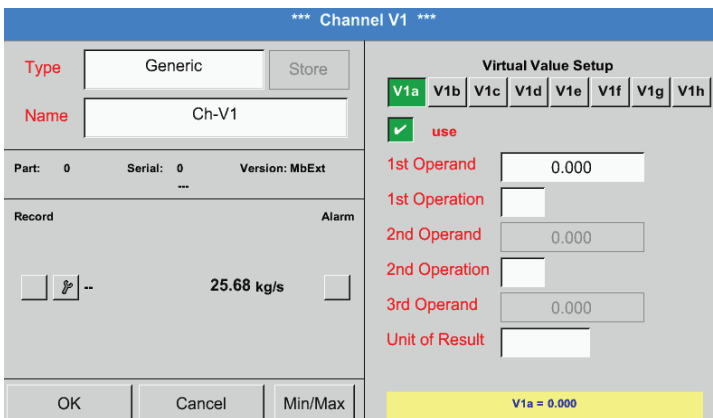 *** Channel V1 ***
Type Generic Store
Name Ch-V1
Part: 0 Serial: 0 Version: MbExt
---
Record Alarm
-- 25.68 kg/s
OK Cancel Min/Max
Virtual Value Setup
V1a V1b V1c V1d V1e V1f V1g V1h
use
1st Operand 0.000
1st Operation
2nd Operand 0.000
2nd Operation
3rd Operand 0.000
Unit of Result
V1a = 0.000